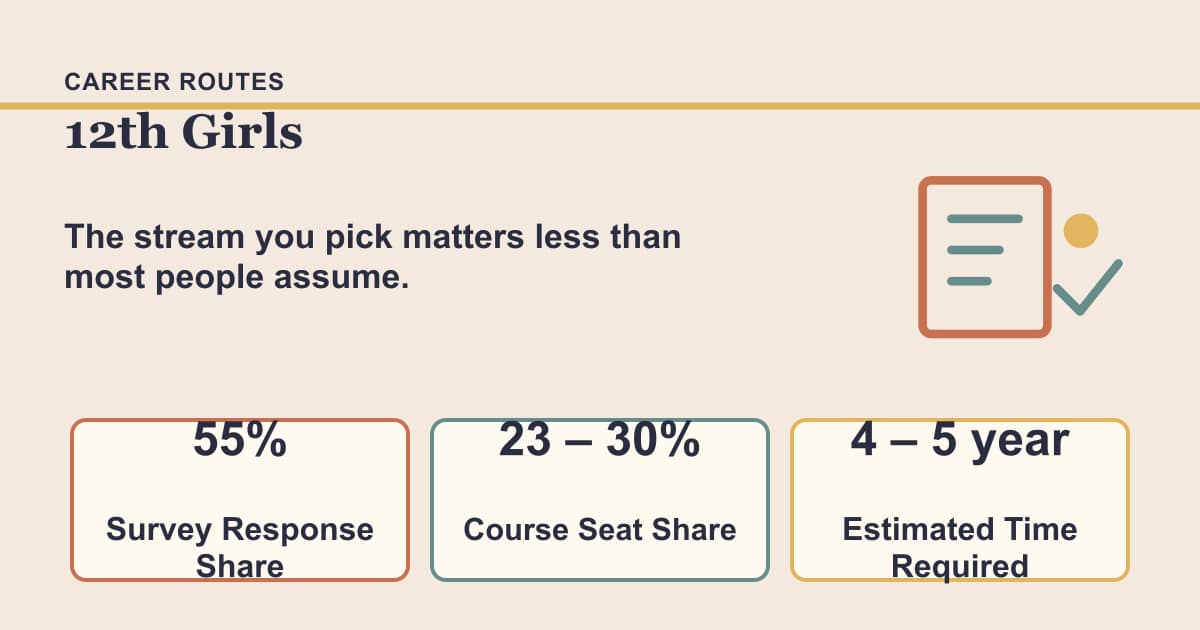 CAREER ROUTES
12th Girls
The stream you pick matters less than
most people assume.
55%
Survey Response
Share
23 – 30%
Course Seat Share
4 – 5 year
Estimated Time
Required